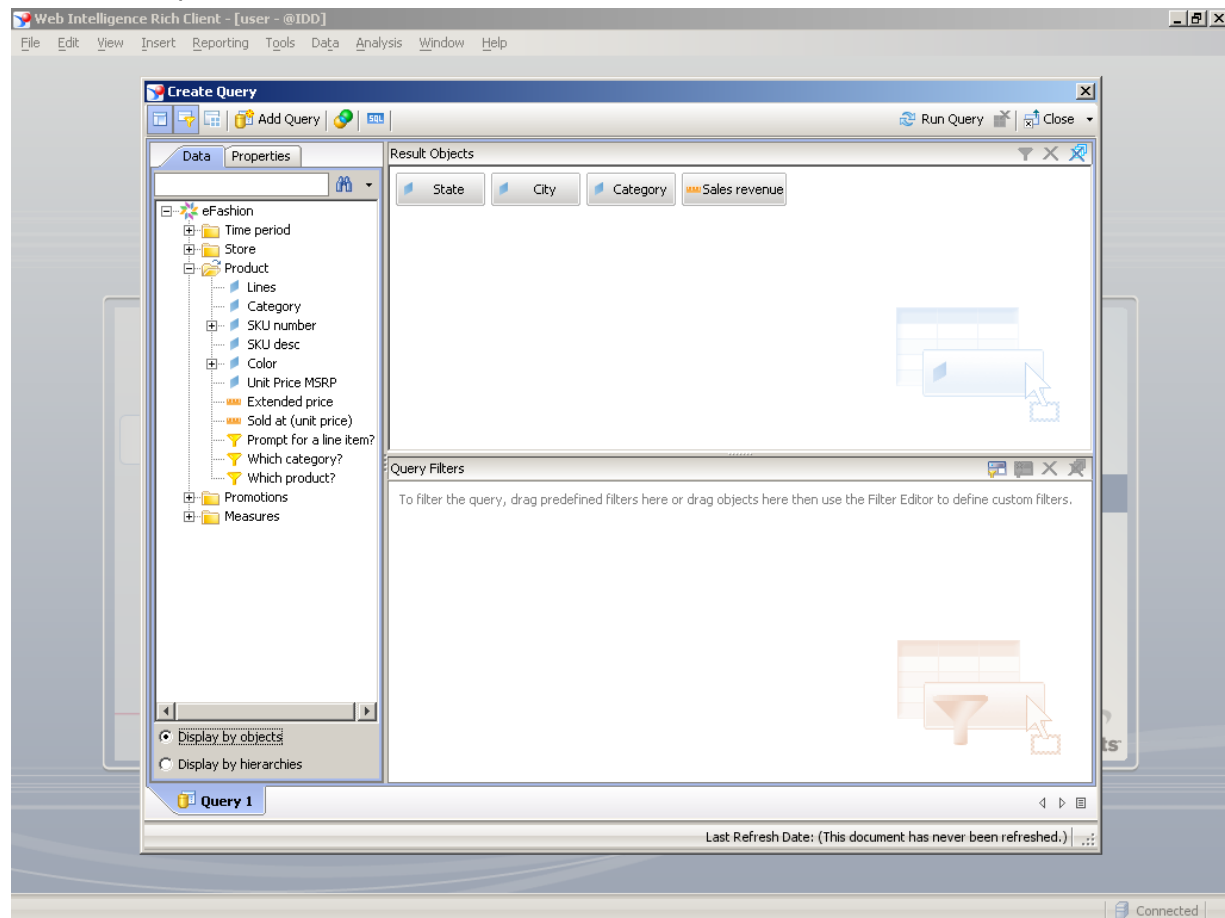 Web Intelligence Rich Client - [user - @IDD]
File Edit View Insert Reporting Tools Data Analysis Window Help
Create Query
Add Query SQL Run Query Close
Data Properties
eFashion
Time period
Store
Product
Lines
Category
SKU number
SKU desc
Color
Unit Price MSRP
Extended price
Sold at (unit price)
Prompt for a line item?
Which category?
Which product?
Promotions
Measures
Display by objects
Display by hierarchies
Result Objects
State City Category Sales revenue
Query Filters
To filter the query, drag predefined filters here or drag objects here then use the Filter Editor to define custom filters.
Query 1
Last Refresh Date: (This document has never been refreshed.)
Connected